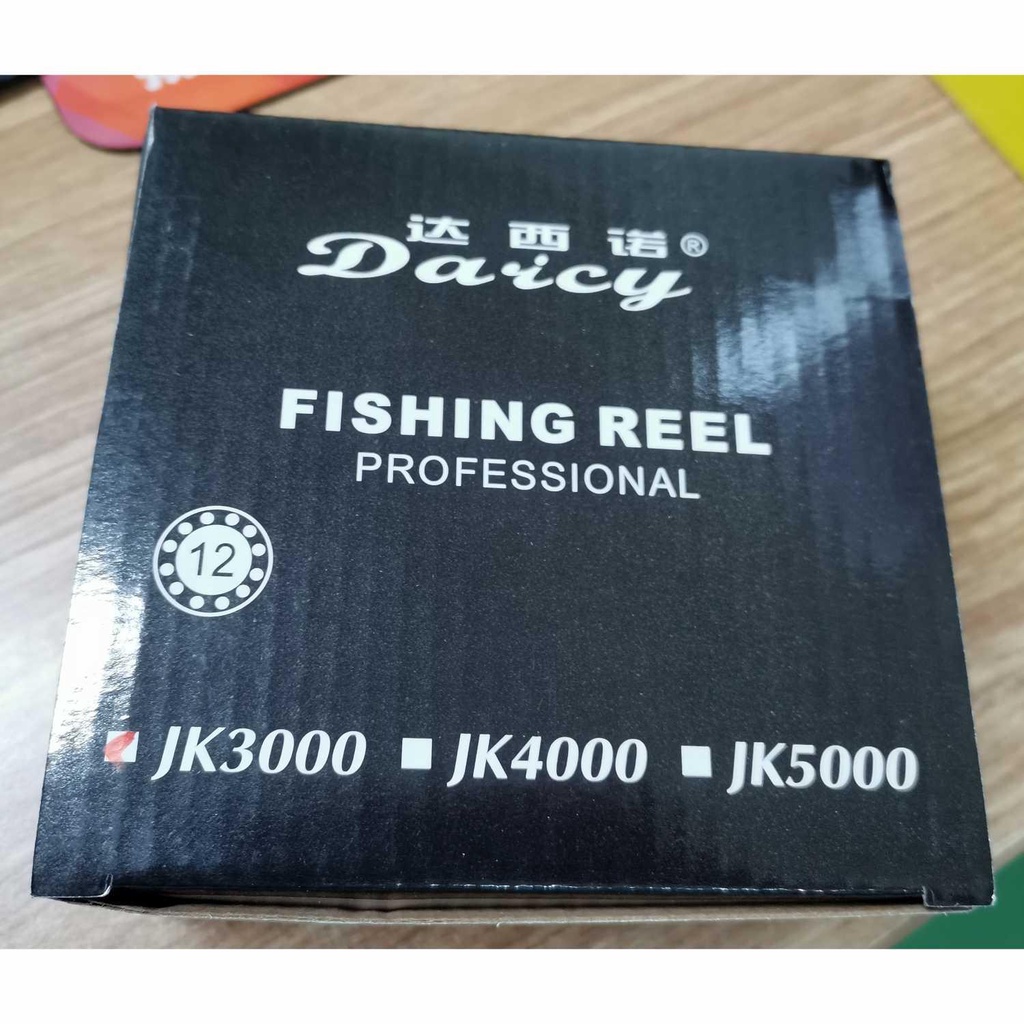 达西诺®
Daicy
FISHING REEL
PROFESSIONAL
12
JK3000 JK4000 JK5000